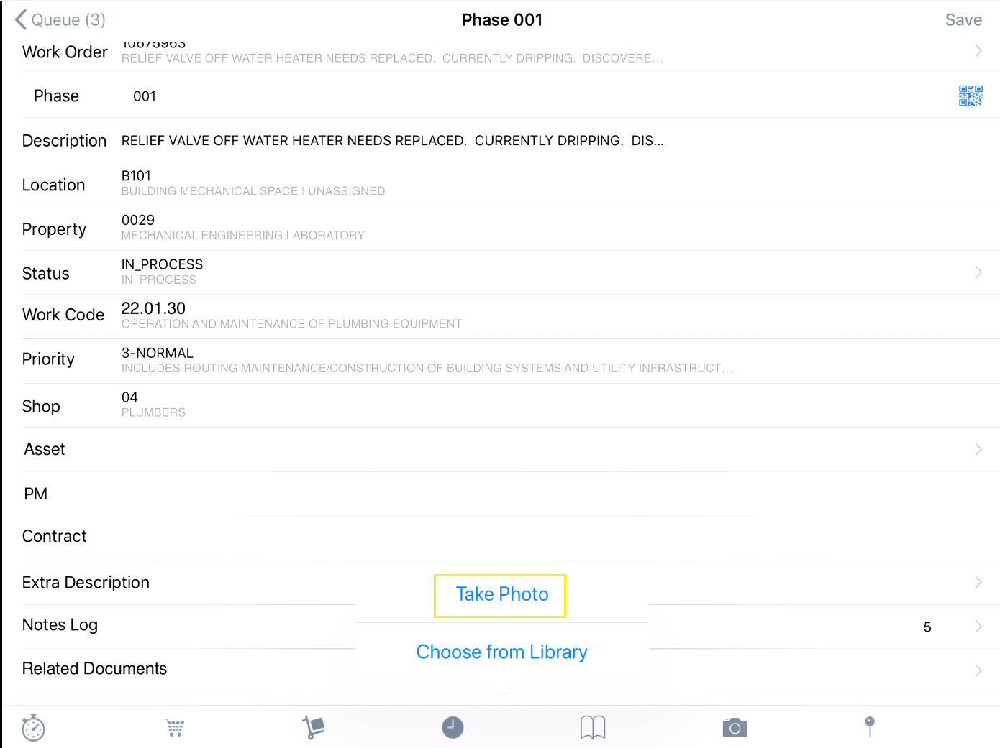 Queue (3)
Phase 001
Save
Work Order
10675963
RELIEF VALVE OFF WATER HEATER NEEDS REPLACED.  CURRENTLY DRIPPING.  DISCOVERE...
Phase
001
Description
RELIEF VALVE OFF WATER HEATER NEEDS REPLACED.  CURRENTLY DRIPPING.  DIS...
Location
B101
BUILDING MECHANICAL SPACE | UNASSIGNED
Property
0029
MECHANICAL ENGINEERING LABORATORY
Status
IN_PROCESS
IN_PROCESS
Work Code
22.01.30
OPERATION AND MAINTENANCE OF PLUMBING EQUIPMENT
Priority
3-NORMAL
INCLUDES ROUTING MAINTENANCE/CONSTRUCTION OF BUILDING SYSTEMS AND UTILITY INFRASTRUCT...
Shop
04
PLUMBERS
Asset
PM
Contract
Extra Description
Take Photo
Notes Log
5
Choose from Library
Related Documents